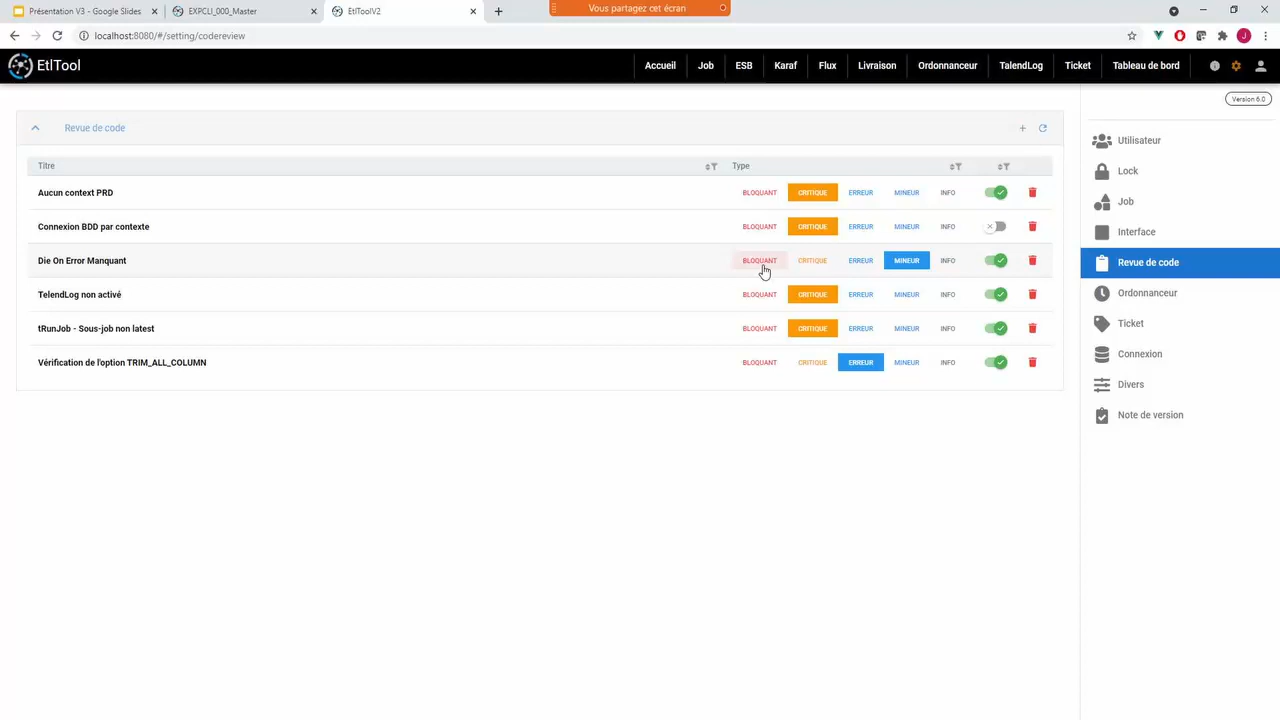 Présentation V3 - Google Slides
EXPCLI_000_Master
EtlToolV2
Vous partagez cet écran
localhost:8080/#/setting/codereview
J
EtlTool
Accueil
Job
ESB
Karaf
Flux
Livraison
Ordonnanceur
TalendLog
Ticket
Tableau de bord
Version 6.0
Revue de code
Titre
Type
Aucun context PRD
BLOQUANT
CRITIQUE
ERREUR
MINEUR
INFO
Connexion BDD par contexte
BLOQUANT
CRITIQUE
ERREUR
MINEUR
INFO
Die On Error Manquant
BLOQUANT
CRITIQUE
ERREUR
MINEUR
INFO
TelendLog non activé
BLOQUANT
CRITIQUE
ERREUR
MINEUR
INFO
tRunJob - Sous-job non latest
BLOQUANT
CRITIQUE
ERREUR
MINEUR
INFO
Vérification de l'option TRIM_ALL_COLUMN
BLOQUANT
CRITIQUE
ERREUR
MINEUR
INFO
Utilisateur
Lock
Job
Interface
Revue de code
Ordonnanceur
Ticket
Connexion
Divers
Note de version